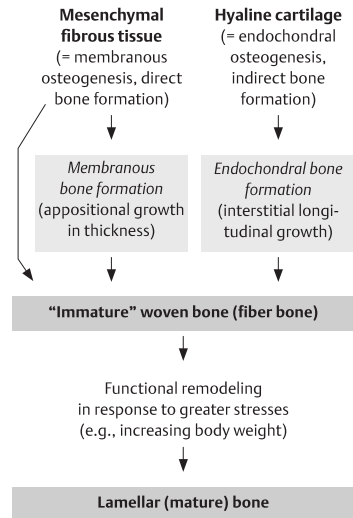 Mesenchymal
fibrous tissue
(= membranous
osteogenesis, direct
bone formation)
Hyaline cartilage
(= endochondral
osteogenesis,
indirect bone
formation)
Membranous
bone formation
(appositional growth
in thickness)
Endochondral bone
formation
(interstitial longi-
tudinal growth)
“Immature” woven bone (fiber bone)
Functional remodeling
in response to greater stresses
(e.g., increasing body weight)
Lamellar (mature) bone